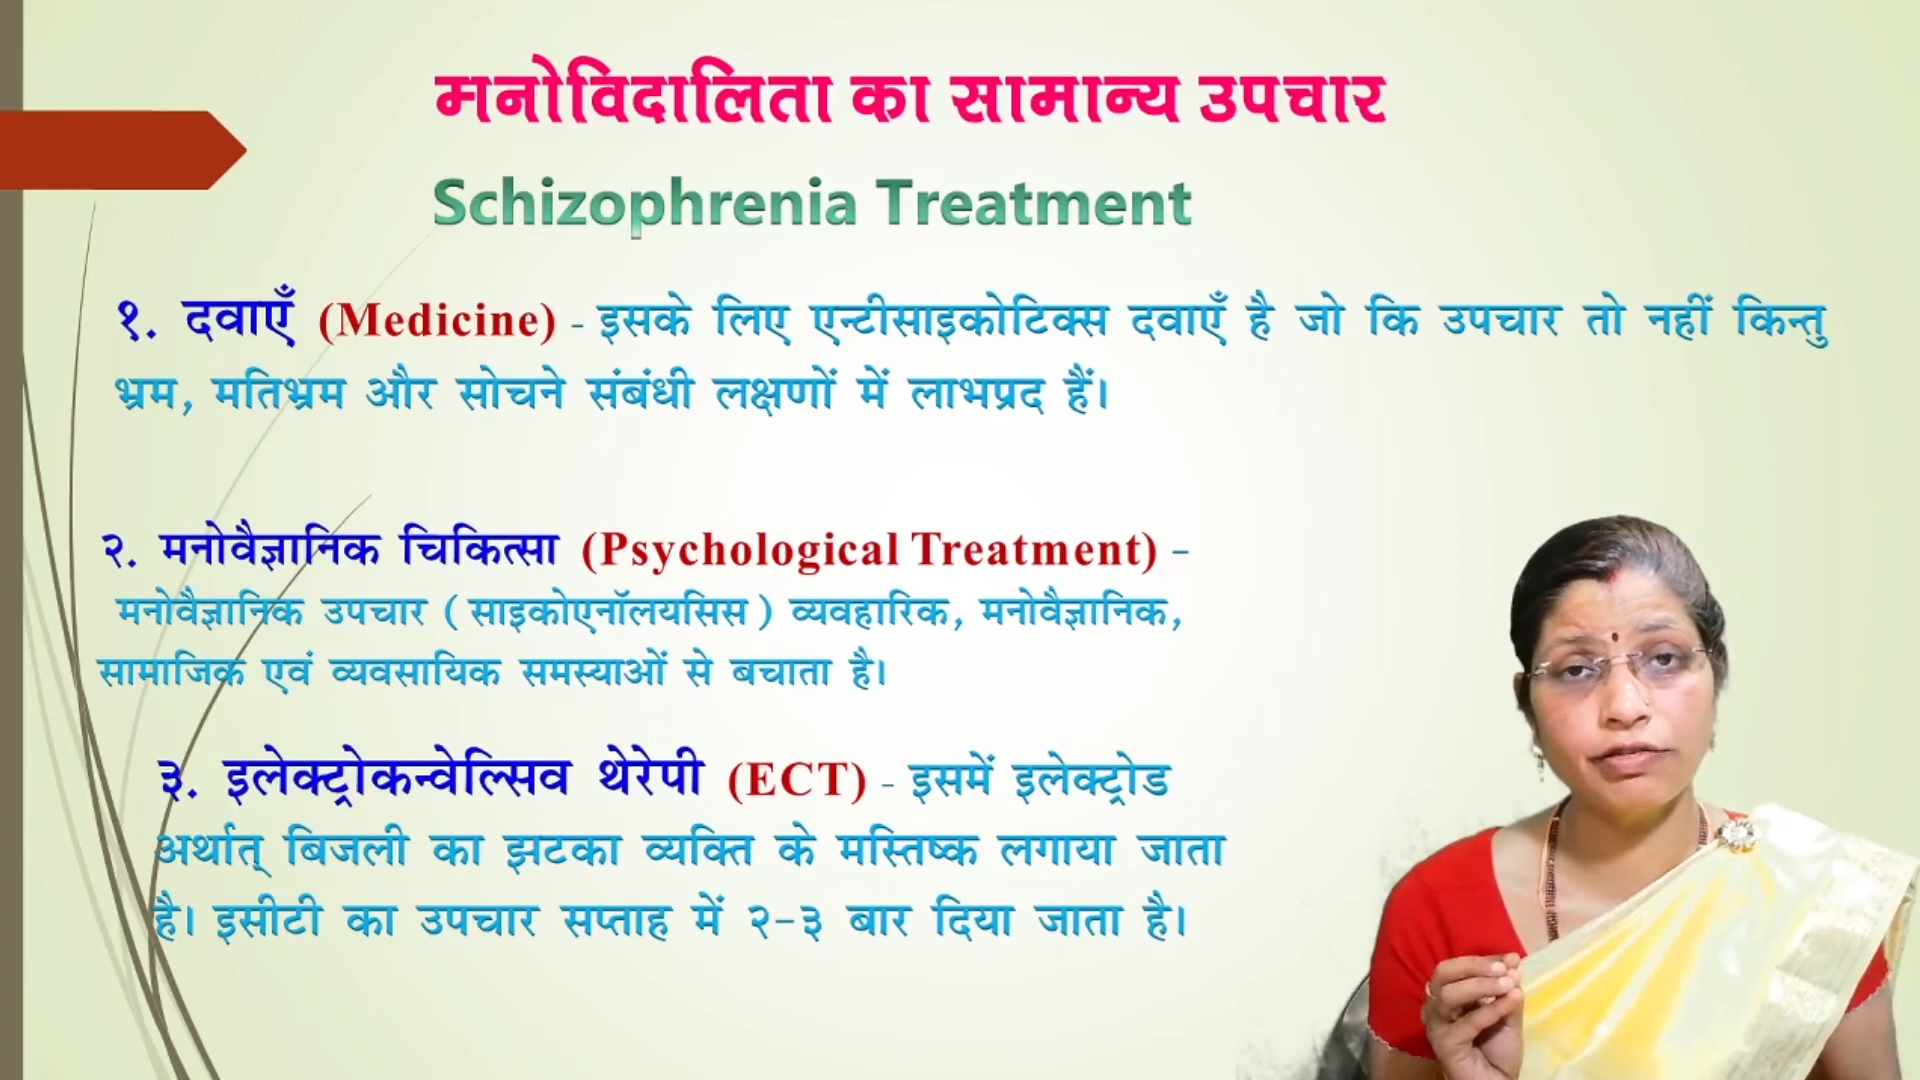 मनोविदालिता का सामान्य उपचार
Schizophrenia Treatment
१. दवाएँ (Medicine) - इसके लिए एन्टीसाइकोटिक्स दवाएँ है जो कि उपचार तो नहीं किन्तु
भ्रम, मतिभ्रम और सोचने संबंधी लक्षणों में लाभप्रद हैं।
२. मनोवैज्ञानिक चिकित्सा (Psychological Treatment) –
मनोवैज्ञानिक उपचार (साइकोएनॉलयसिस) व्यवहारिक, मनोवैज्ञानिक,
सामाजिक एवं व्यवसायिक समस्याओं से बचाता है।
३. इलेक्ट्रोकन्वेल्सिव थेरेपी (ECT) - इसमें इलेक्ट्रोड
अर्थात् बिजली का झटका व्यक्ति के मस्तिष्क लगाया जाता
है। इसीटी का उपचार सप्ताह में २-३ बार दिया जाता है।